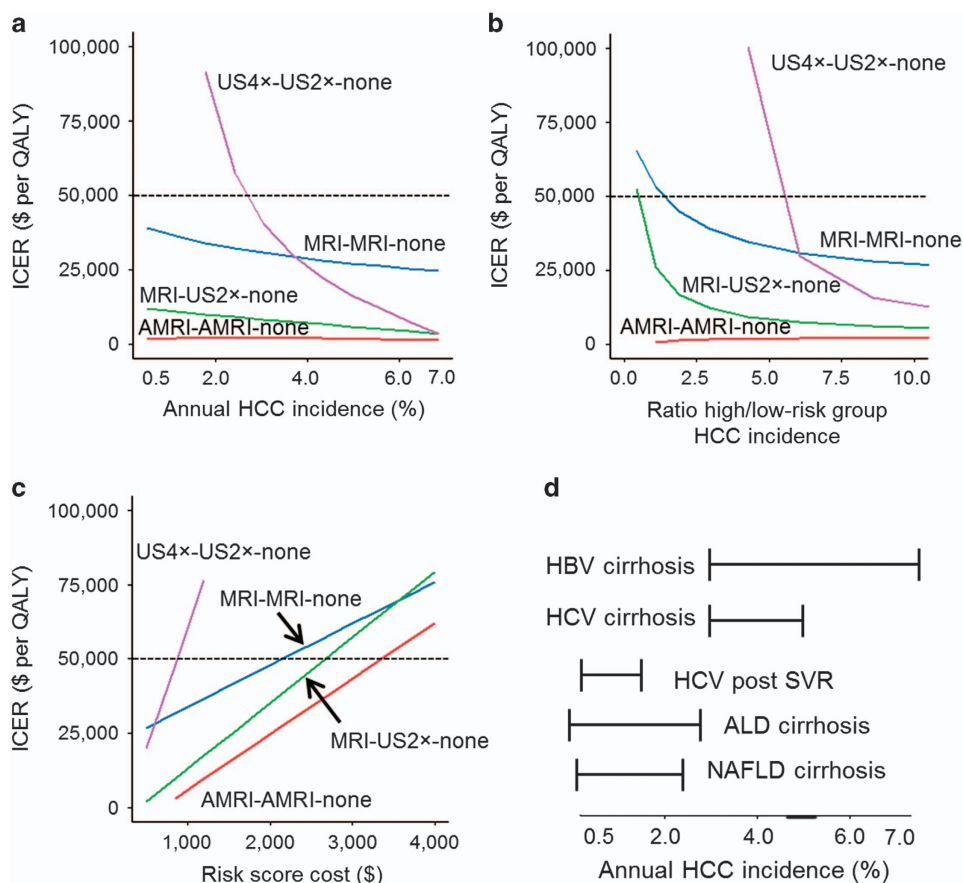 a
100,000
75,000
50,000
25,000
0
ICER ($ per QALY)
US4×-US2×-none
MRI-MRI-none
MRI-US2×-none
AMRI-AMRI-none
0.5 2.0 4.0 6.0 7.0
Annual HCC incidence (%)
b
100,000
75,000
50,000
25,000
0
ICER ($ per QALY)
US4×-US2×-none
MRI-MRI-none
MRI-US2×-none
AMRI-AMRI-none
0.0 2.5 5.0 7.5 10.0
Ratio high/low-risk group
HCC incidence
c
100,000
75,000
50,000
25,000
0
ICER ($ per QALY)
US4×-US2×-none
MRI-MRI-none
MRI-US2×-none
AMRI-AMRI-none
1,000 2,000 3,000 4,000
Risk score cost ($)
d
HBV cirrhosis
HCV cirrhosis
HCV post SVR
ALD cirrhosis
NAFLD cirrhosis
0.5 2.0 4.0 6.0 7.0
Annual HCC incidence (%)